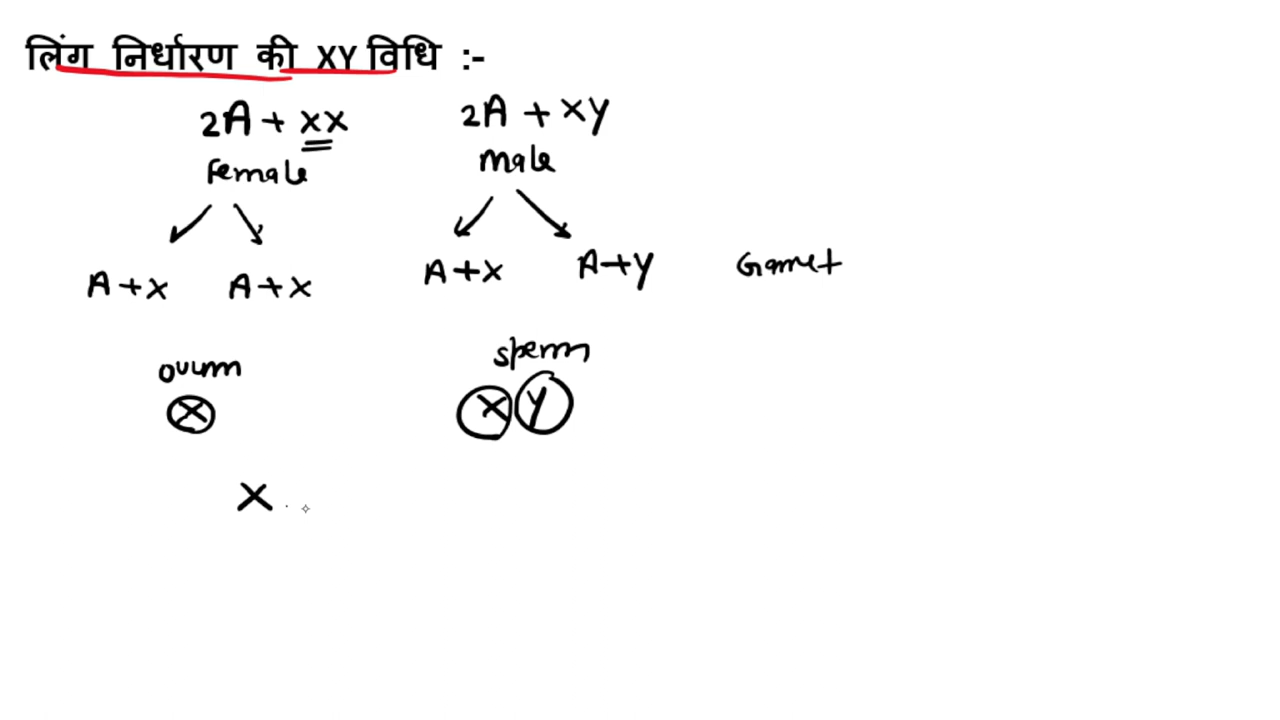 लिंग निर्धारण की XY विधि :-
2A + xx 2A + xy
Female male
A+x A+x A+x A+y Gamet
ovum sperm
x x y
x